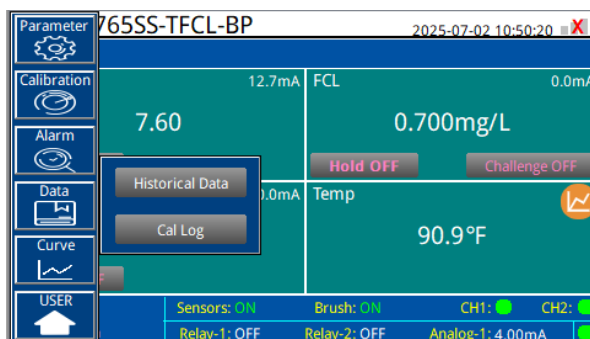 Parameter
765SS-TFCL-BP
2025-07-02 10:50:20
Calibration
12.7mA
FCL
0.0mA
7.60
0.700mg/L
Alarm
Hold OFF
Challenge OFF
Historical Data
Data
0.0mA
Temp
Cal Log
90.9°F
Curve
USER
Sensors: ON
Brush: ON
CH1:
CH2:
Relay-1: OFF
Relay-2: OFF
Analog-1: 4.00mA